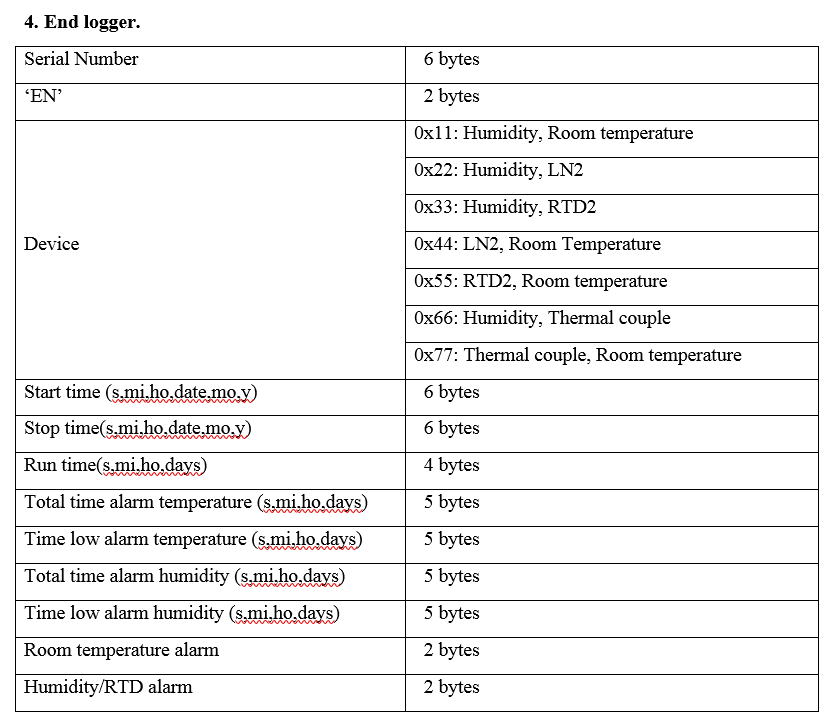 4. End logger.
Serial Number 6 bytes
‘EN’ 2 bytes
Device
0x11: Humidity, Room temperature
0x22: Humidity, LN2
0x33: Humidity, RTD2
0x44: LN2, Room Temperature
0x55: RTD2, Room temperature
0x66: Humidity, Thermal couple
0x77: Thermal couple, Room temperature
Start time (s,mi,ho,date,mo,y) 6 bytes
Stop time(s,mi,ho,date,mo,y) 6 bytes
Run time(s,mi,ho,days) 4 bytes
Total time alarm temperature (s,mi,ho,days) 5 bytes
Time low alarm temperature (s,mi,ho,days) 5 bytes
Total time alarm humidity (s,mi,ho,days) 5 bytes
Time low alarm humidity (s,mi,ho,days) 5 bytes
Room temperature alarm 2 bytes
Humidity/RTD alarm 2 bytes